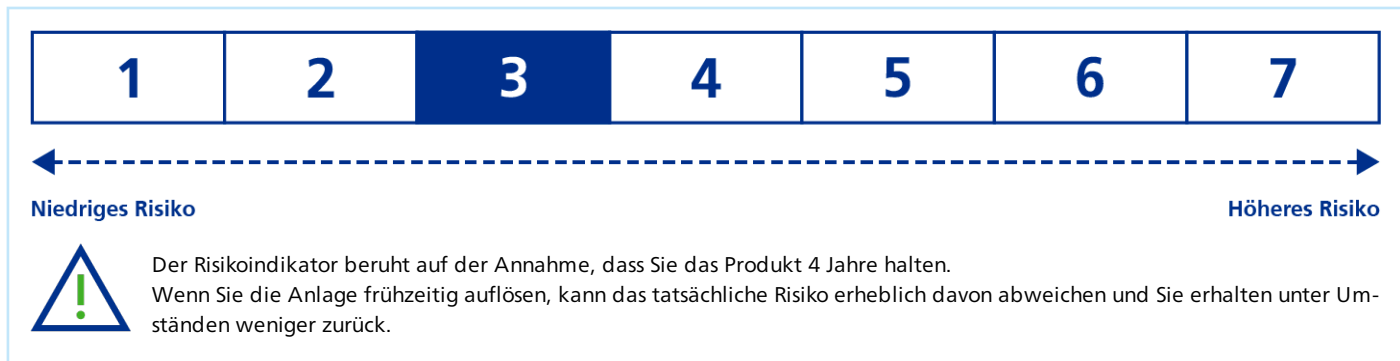 1 2 3 4 5 6 7
Niedriges Risiko Höheres Risiko
Der Risikoindikator beruht auf der Annahme, dass Sie das Produkt 4 Jahre halten.
Wenn Sie die Anlage frühzeitig auflösen, kann das tatsächliche Risiko erheblich davon abweichen und Sie erhalten unter Um-
ständen weniger zurück.